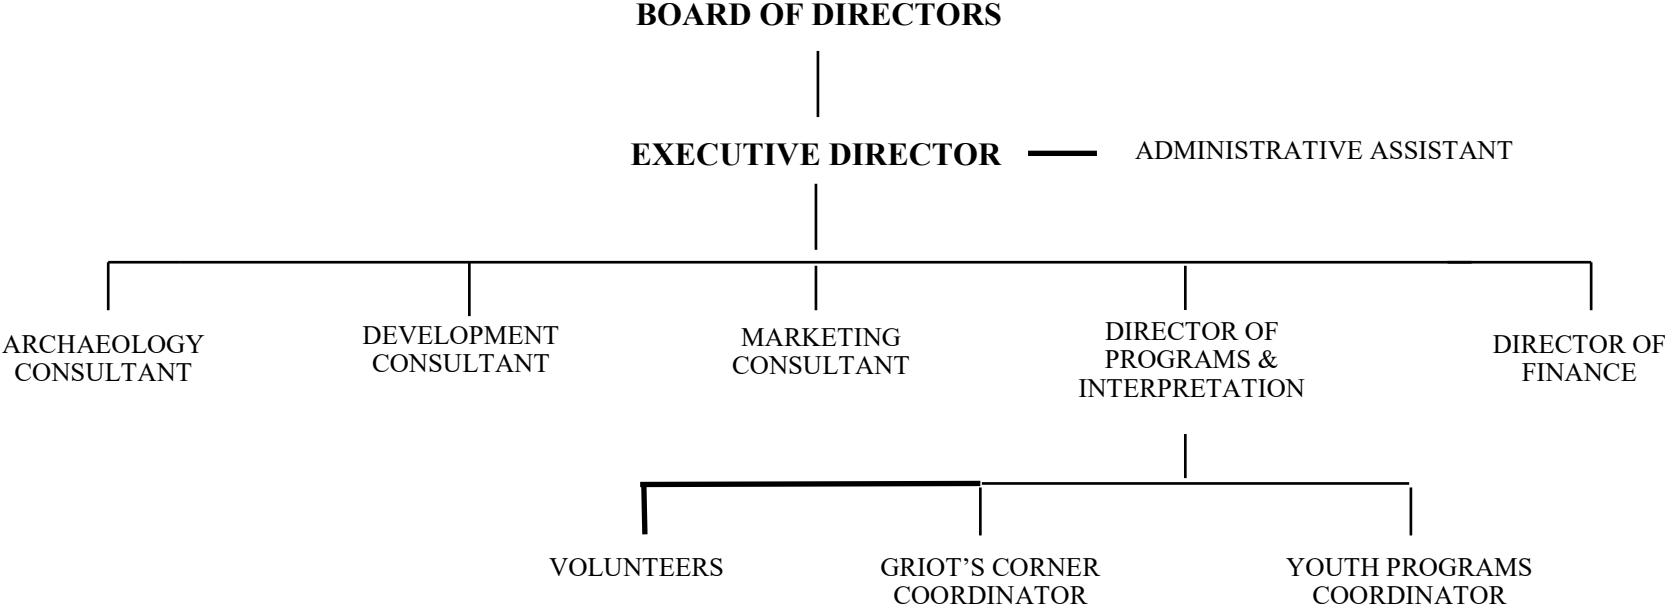 BOARD OF DIRECTORS
EXECUTIVE DIRECTOR
ADMINISTRATIVE ASSISTANT
ARCHAEOLOGY
CONSULTANT
DEVELOPMENT
CONSULTANT
MARKETING
CONSULTANT
DIRECTOR OF
PROGRAMS &
INTERPRETATION
DIRECTOR OF
FINANCE
VOLUNTEERS
GRIOT’S CORNER
COORDINATOR
YOUTH PROGRAMS
COORDINATOR